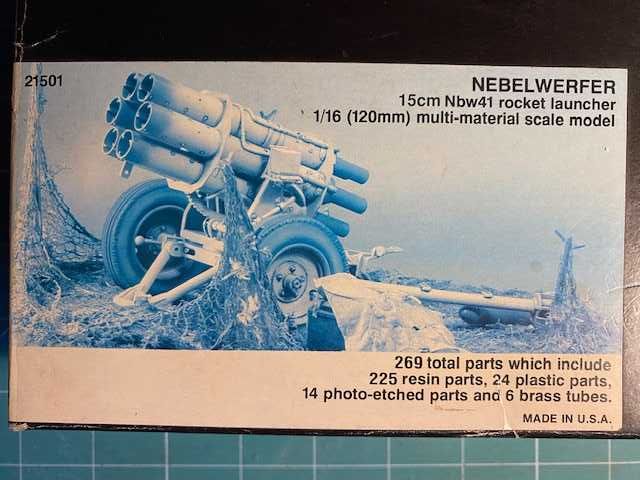 21501
NEBELWERFER
15cm Nbw41 rocket launcher
1/16 (120mm) multi-material scale model
269 total parts which include
225 resin parts, 24 plastic parts,
14 photo-etched parts and 6 brass tubes.
MADE IN U.S.A.